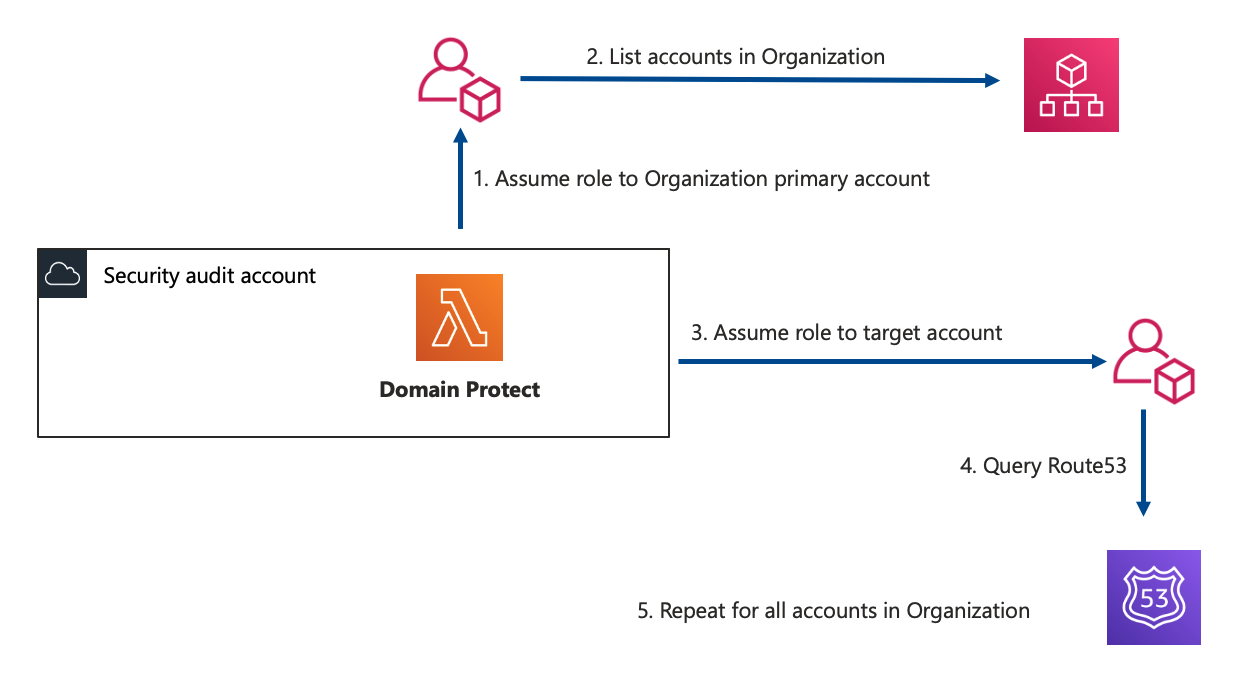 2. List accounts in Organization
1. Assume role to Organization primary account
Security audit account
Domain Protect
3. Assume role to target account
4. Query Route53
53
5. Repeat for all accounts in Organization